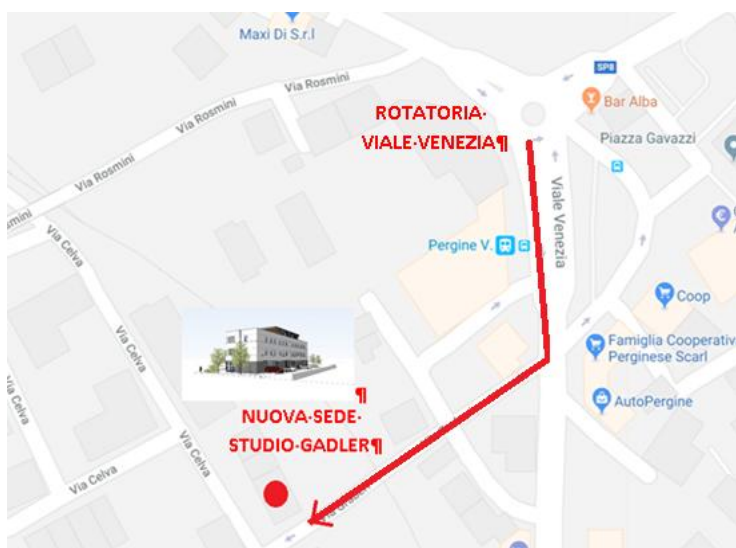 Maxi Di S.r.l
SP8
Bar Alba
ROTATORIA·
VIALE·VENEZIA¶
Piazza Gavazzi
Via Rosmini
Via Rosmini
Via Rosmini
Viale Venezia
Via Celva
Pergine V.
Coop
Via Celva
Famiglia Cooperativa
Perginese Scarl
¶
AutoPergine
Via Celva
NUOVA·SEDE·
STUDIO·GADLER¶
Via Celva